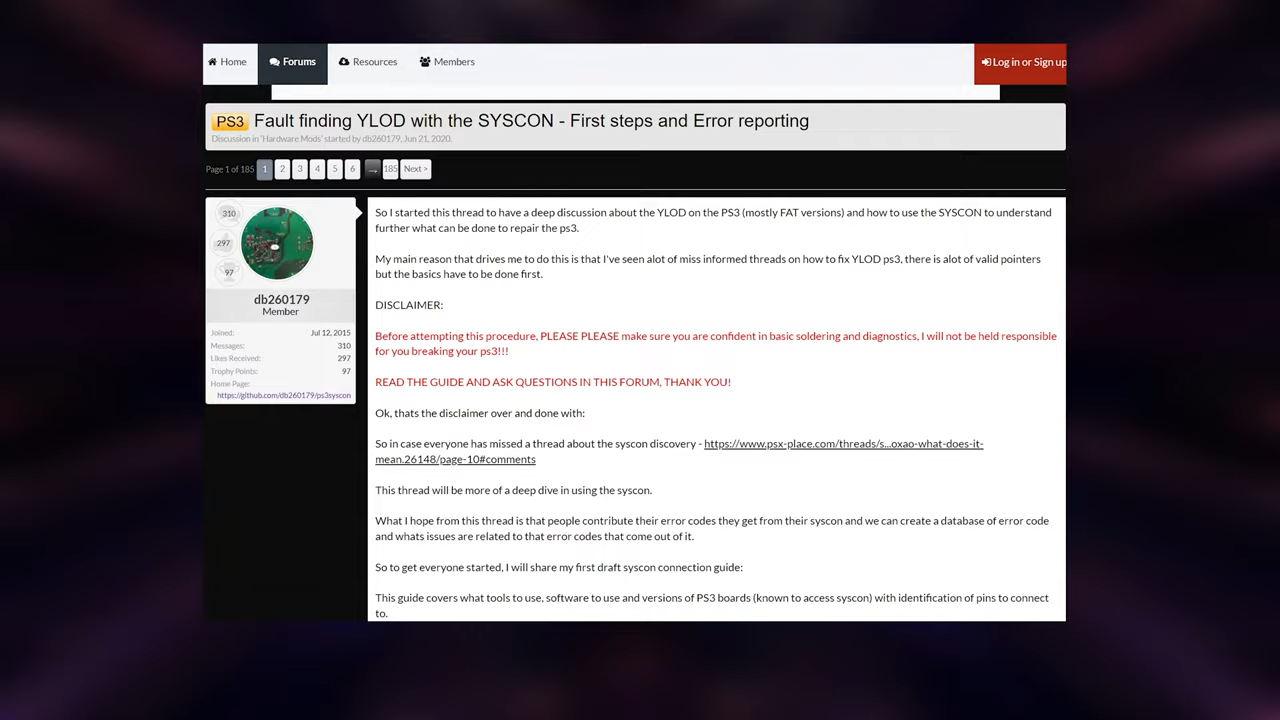 Home Forums Resources Members Log in or Sign up
PS3 Fault finding YLOD with the SYSCON - First steps and Error reporting
Discussion in 'Hardware Mods' started by db260179, Jun 21, 2020.
Page 1 of 185 1 2 3 4 5 6 → 185 Next >
310
297
97
db260179
Member
Joined: Jul 12, 2015
Messages: 310
Likes Received: 297
Trophy Points: 97
Home Page:
https://github.com/db260179/ps3syscon
So I started this thread to have a deep discussion about the YLOD on the PS3 (mostly FAT versions) and how to use the SYSCON to understand
further what can be done to repair the ps3.
My main reason that drives me to do this is that I've seen alot of miss informed threads on how to fix YLOD ps3, there is alot of valid pointers
but the basics have to be done first.
DISCLAIMER:
Before attempting this procedure, PLEASE PLEASE make sure you are confident in basic soldering and diagnostics, I will not be held responsible
for you breaking your ps3!!!
READ THE GUIDE AND ASK QUESTIONS IN THIS FORUM, THANK YOU!
Ok, thats the disclaimer over and done with:
So in case everyone has missed a thread about the syscon discovery - https://www.psx-place.com/threads/s...oxao-what-does-it-
mean.26148/page-10#comments
This thread will be more of a deep dive in using the syscon.
What I hope from this thread is that people contribute their error codes they get from their syscon and we can create a database of error code
and whats issues are related to that error codes that come out of it.
So to get everyone started, I will share my first draft syscon connection guide:
This guide covers what tools to use, software to use and versions of PS3 boards (known to access syscon) with identification of pins to connect
to.